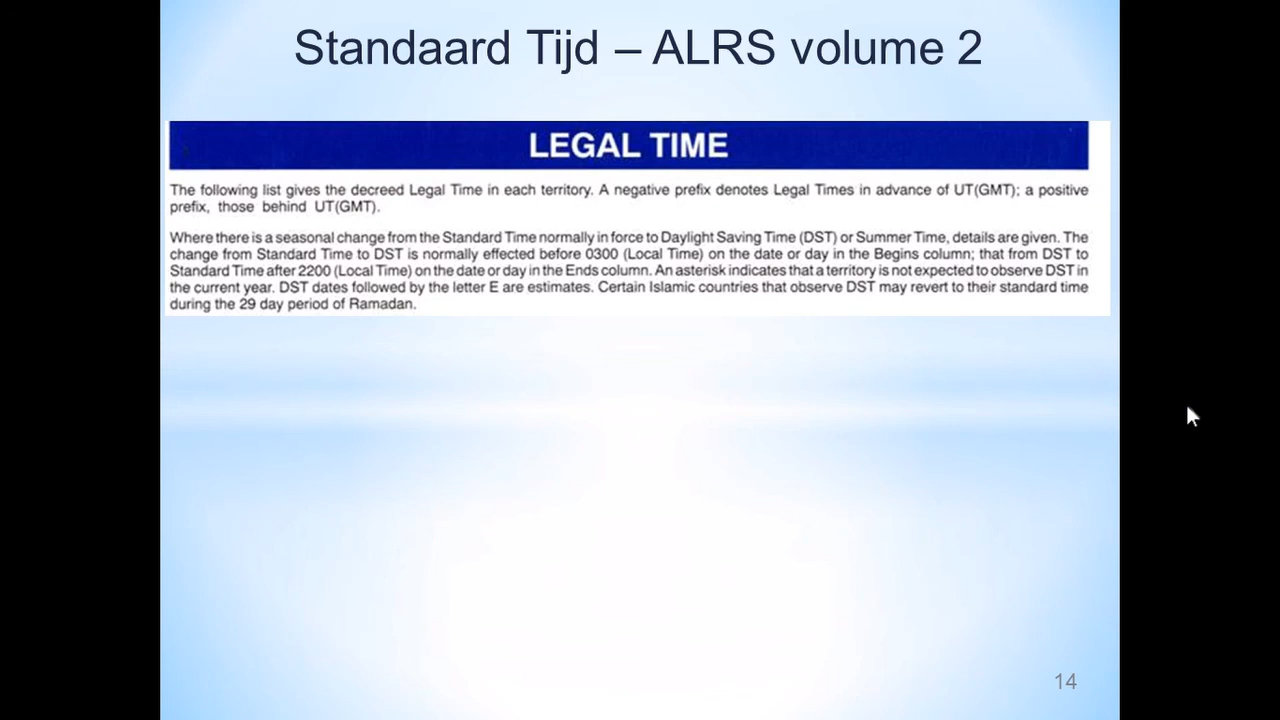 Standaard Tijd – ALRS volume 2
LEGAL TIME
The following list gives the decreed Legal Time in each territory. A negative prefix denotes Legal Times in advance of UT(GMT); a positive
prefix, those behind UT(GMT).
Where there is a seasonal change from the Standard Time normally in force to Daylight Saving Time (DST) or Summer Time, details are given. The
change from Standard Time to DST is normally effected before 0300 (Local Time) on the date or day in the Begins column; that from DST to
Standard Time after 2200 (Local Time) on the date or day in the Ends column. An asterisk indicates that a territory is not expected to observe DST in
the current year. DST dates followed by the letter E are estimates. Certain Islamic countries that observe DST may revert to their standard time
during the 29 day period of Ramadan.
14